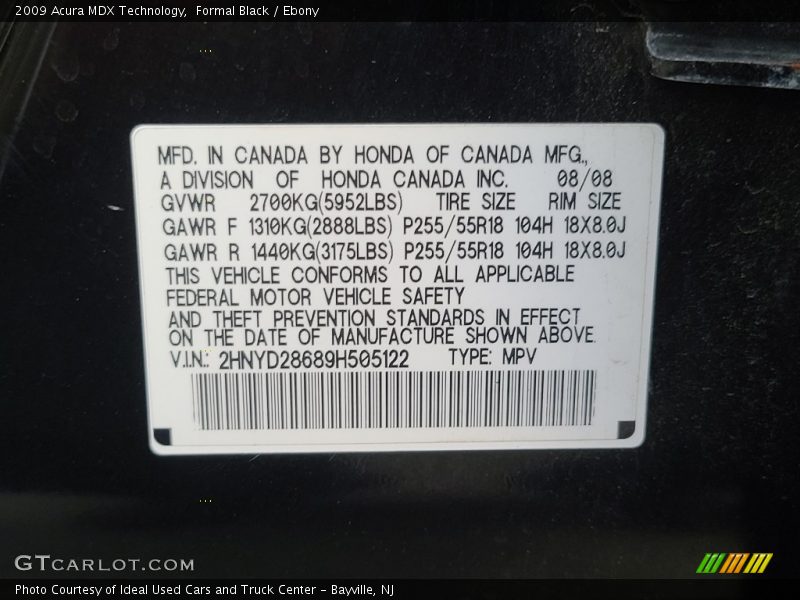 2009 Acura MDX Technology,  Formal Black / Ebony
MFD. IN CANADA BY HONDA OF CANADA MFG.,
A DIVISION OF HONDA CANADA INC. 08/08
GVWR 2700KG(5952LBS) TIRE SIZE RIM SIZE
GAWR F 1310KG(2888LBS) P255/55R18 104H 18X8.0J
GAWR R 1440KG(3175LBS) P255/55R18 104H 18X8.0J
THIS VEHICLE CONFORMS TO ALL APPLICABLE
FEDERAL MOTOR VEHICLE SAFETY
AND THEFT PREVENTION STANDARDS IN EFFECT
ON THE DATE OF MANUFACTURE SHOWN ABOVE.
V.I.N.: 2HNYD28689H505122 TYPE: MPV
GTCARLOT.COM
Photo Courtesy of Ideal Used Cars and Truck Center - Bayville, NJ